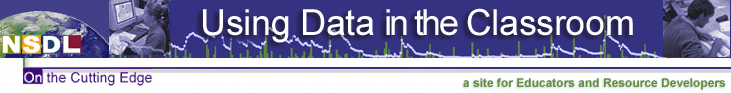 Using Data in the Classroom
NSDL
On the Cutting Edge
a site for Educators and Resource Developers